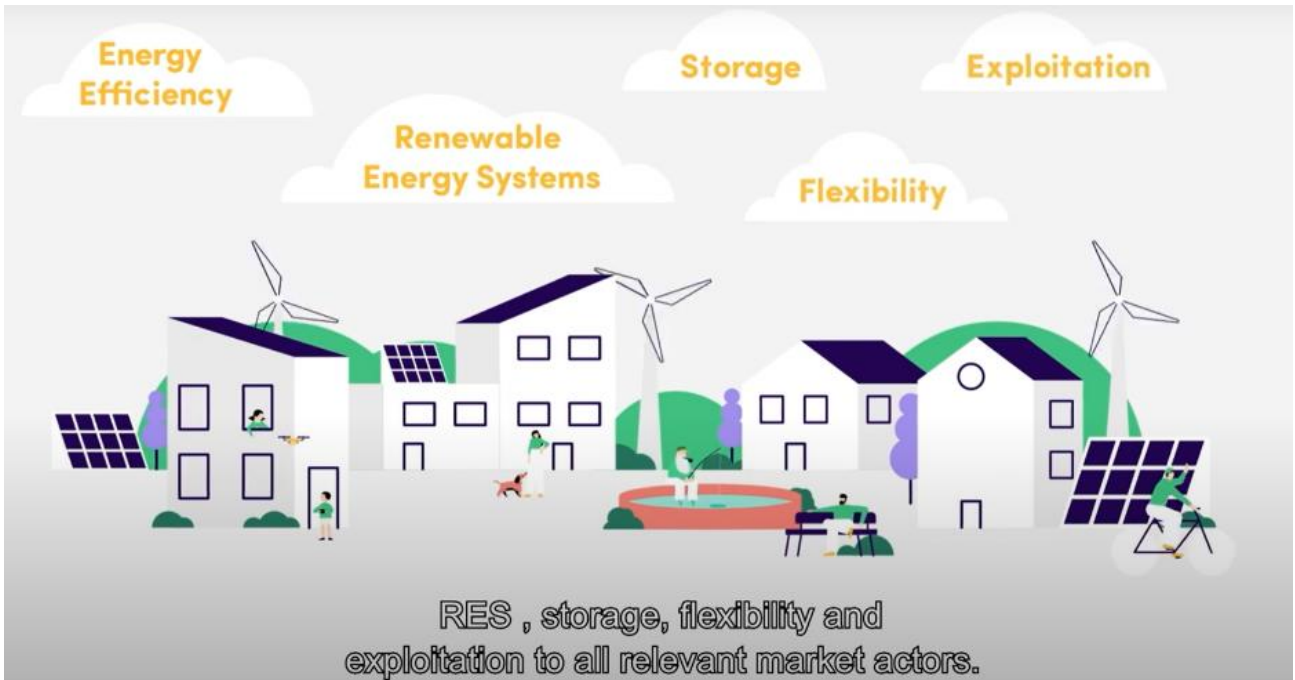 Energy
Efficiency
Storage
Exploitation
Renewable
Energy Systems
Flexibility
RES , storage, flexibility and
exploitation to all relevant market actors.